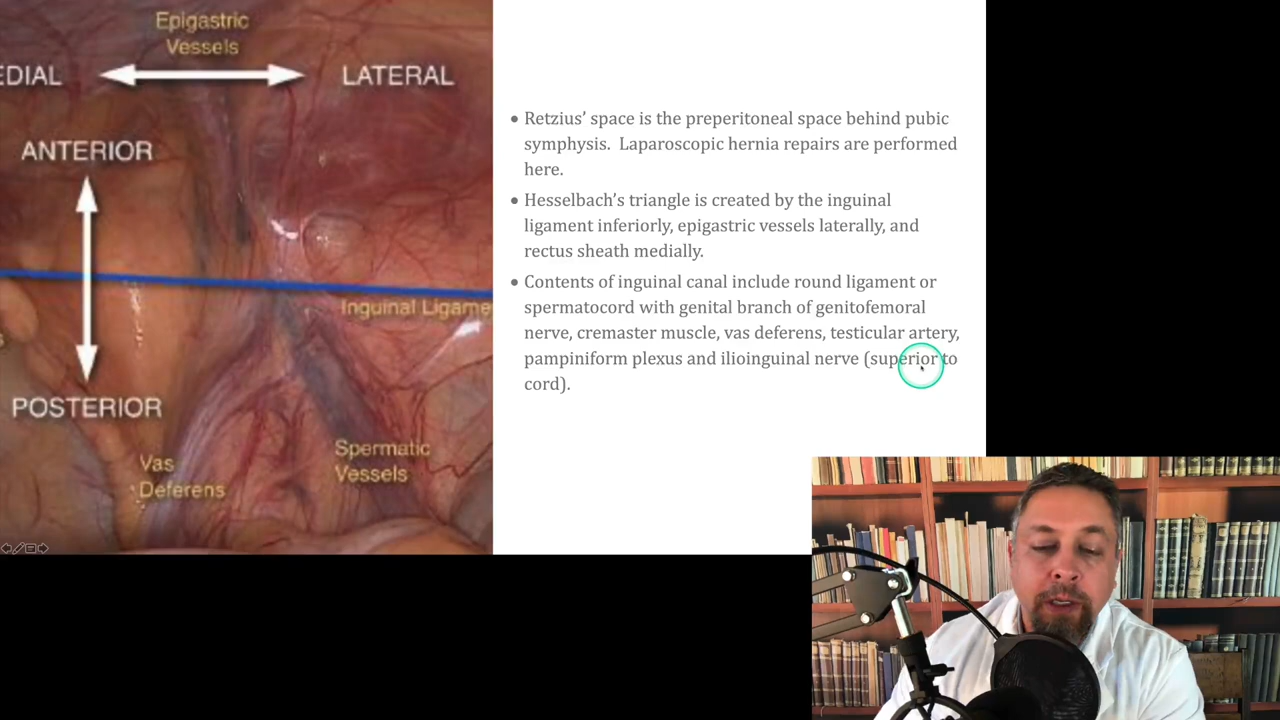 Epigastric
Vessels
EDIAL
LATERAL
ANTERIOR
Inguinal Ligame
POSTERIOR
Vas
Deferens
Spermatic
Vessels
• Retzius’ space is the preperitoneal space behind pubic
symphysis. Laparoscopic hernia repairs are performed
here.
• Hesselbach’s triangle is created by the inguinal
ligament inferiorly, epigastric vessels laterally, and
rectus sheath medially.
• Contents of inguinal canal include round ligament or
spermatocord with genital branch of genitofemoral
nerve, cremaster muscle, vas deferens, testicular artery,
pampiniform plexus and ilioinguinal nerve (superior to
cord).